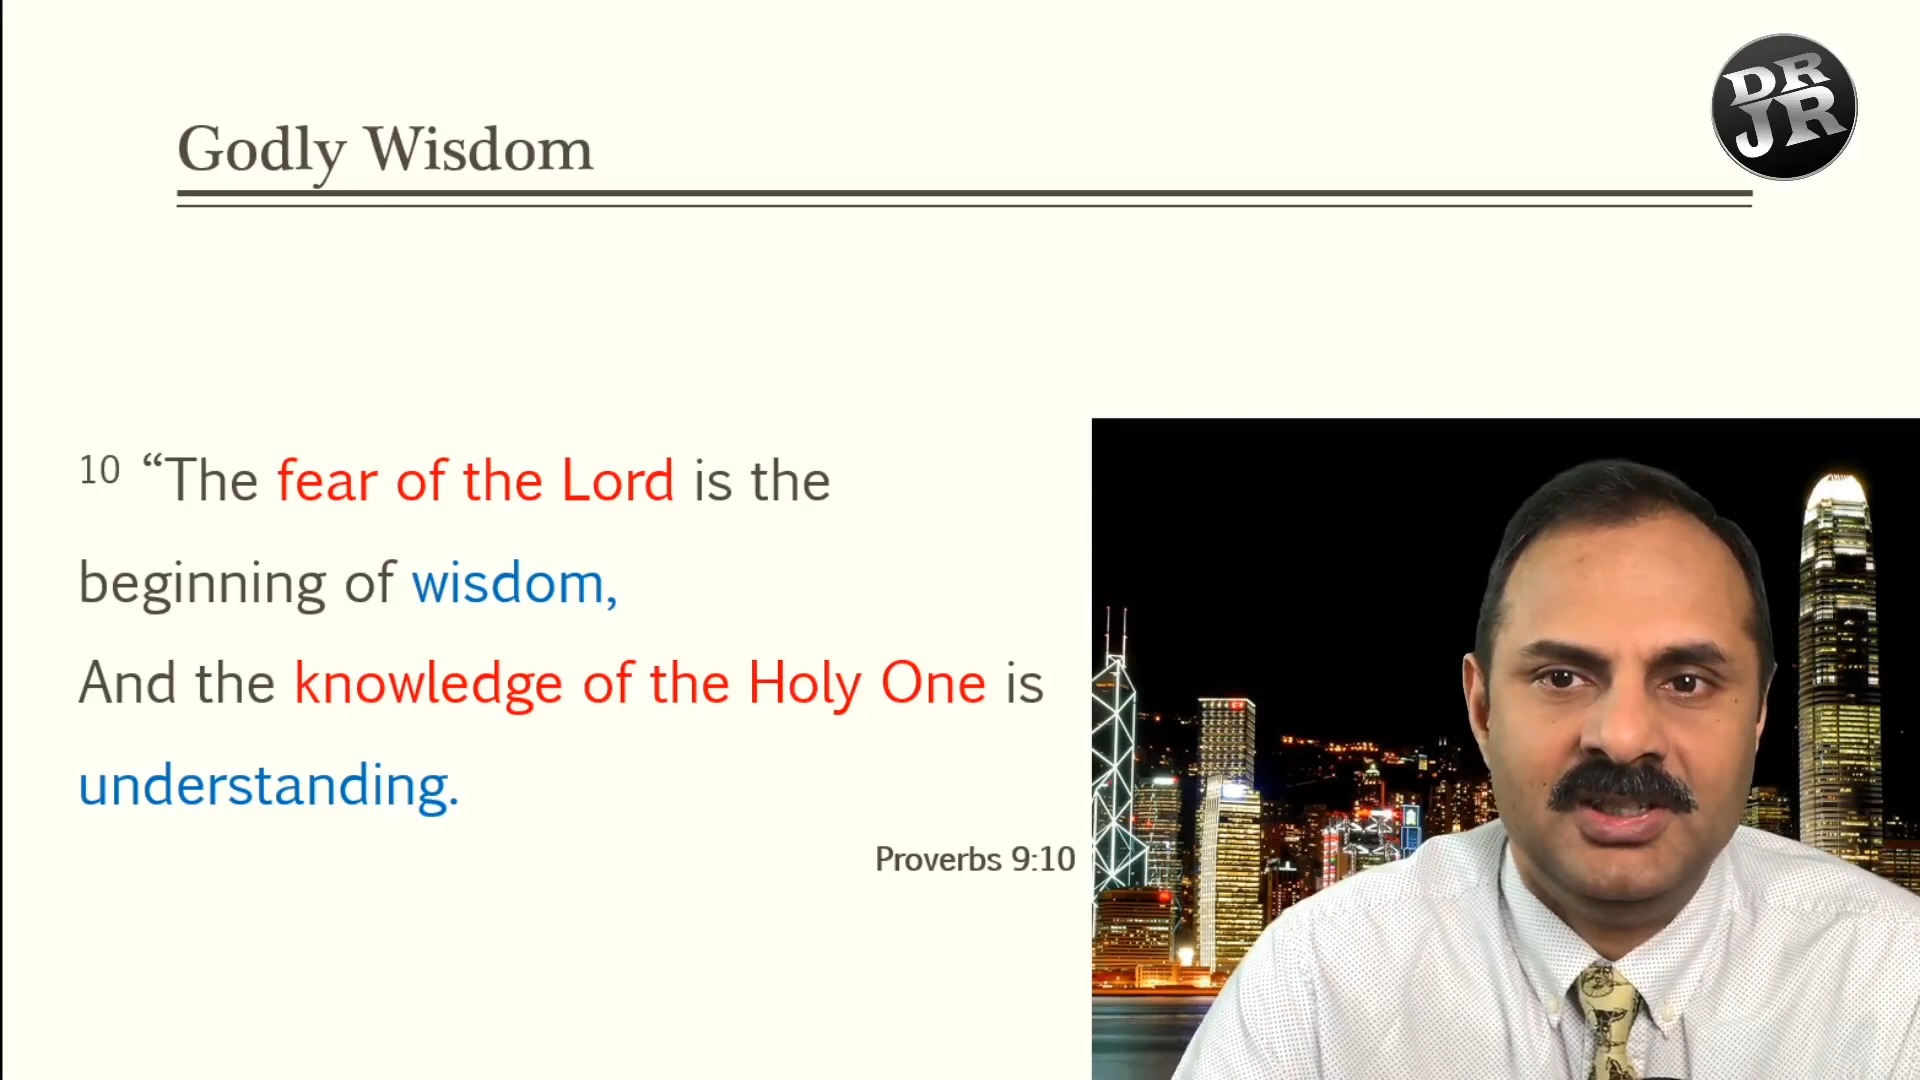 DR
JR
Godly Wisdom
10 “The fear of the Lord is the
beginning of wisdom,
And the knowledge of the Holy One is
understanding.
Proverbs 9:10